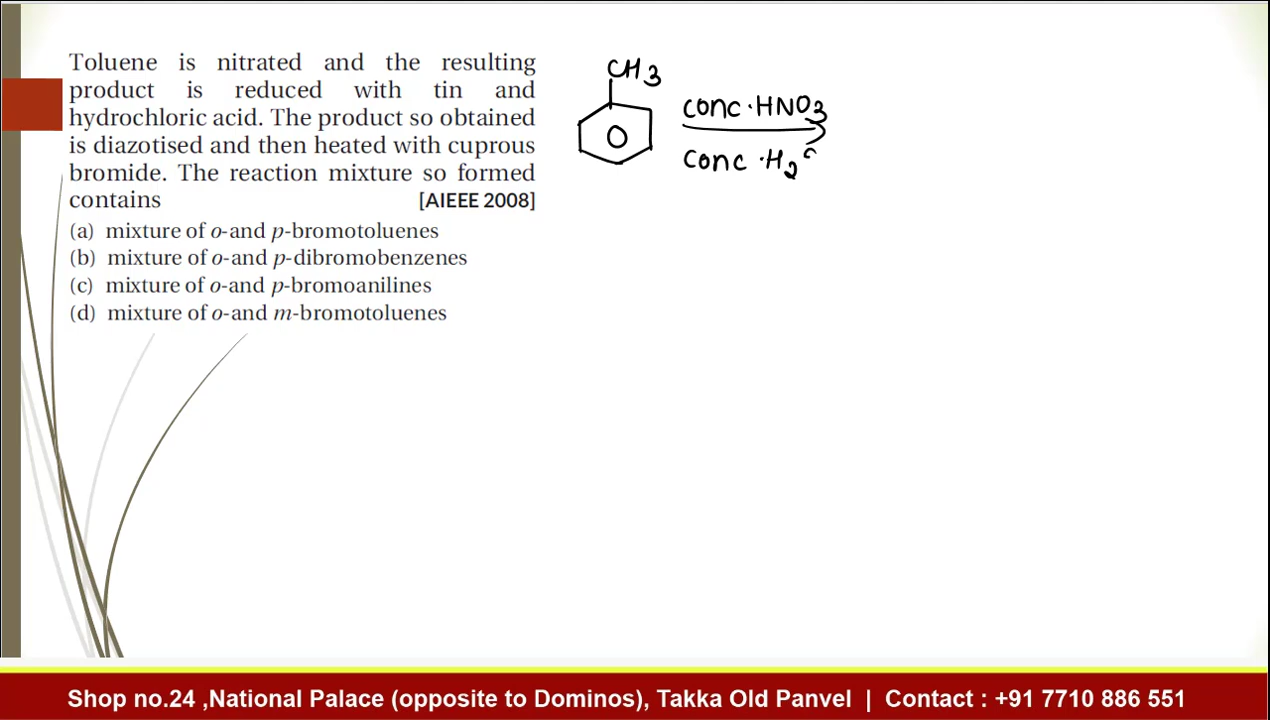 Toluene is nitrated and the resulting
product is reduced with tin and
hydrochloric acid. The product so obtained
is diazotised and then heated with cuprous
bromide. The reaction mixture so formed
contains [AIEEE 2008]
(a) mixture of o-and p-bromotoluenes
(b) mixture of o-and p-dibromobenzenes
(c) mixture of o-and p-bromoanilines
(d) mixture of o-and m-bromotoluenes
CH3
conc·HNO3
conc·H2
Shop no.24 ,National Palace (opposite to Dominos), Takka Old Panvel | Contact : +91 7710 886 551